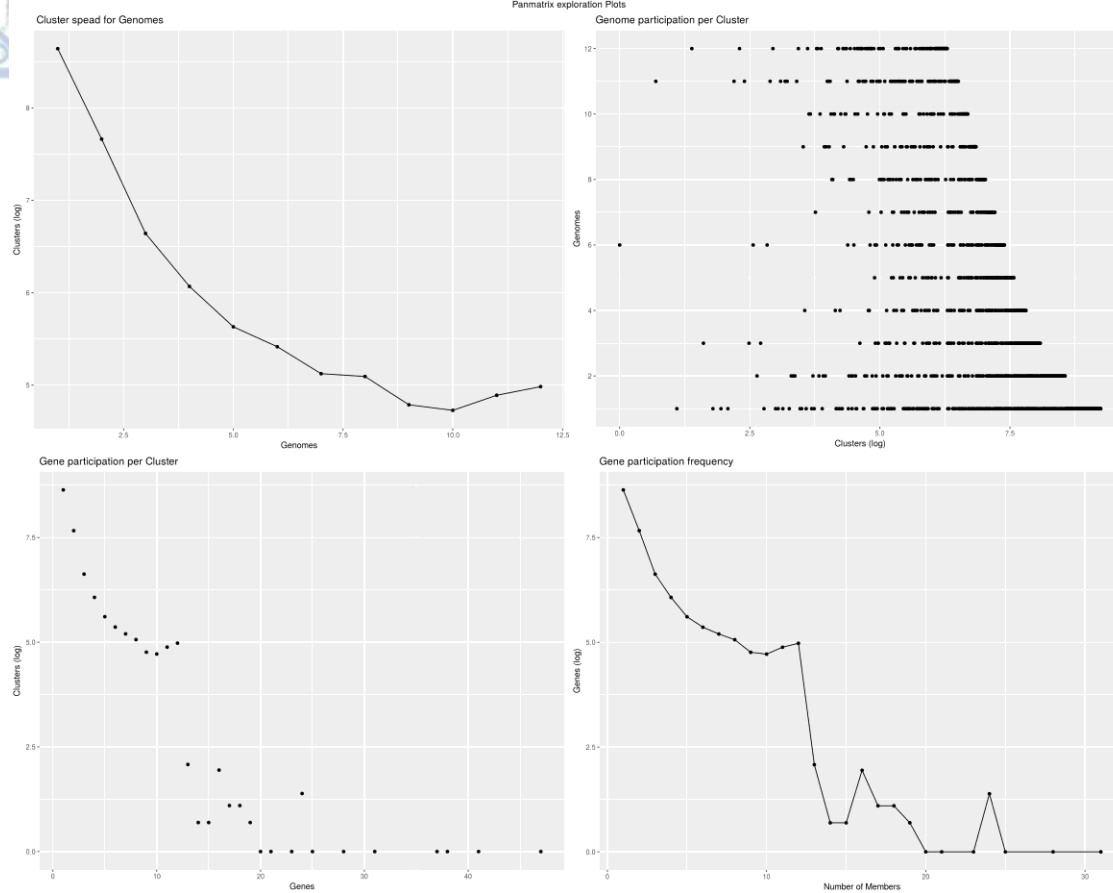 Panmatrix exploration Plots
Cluster spead for Genomes
8
7
6
5
Clusters (log)
2.5 5.0 7.5 10.0 12.5
Genomes
Genome participation per Cluster
12
10
8
6
4
2
Genomes
0.0 2.5 5.0 7.5
Clusters (log)
Gene participation per Cluster
7.5
5.0
2.5
0.0
Clusters (log)
0 10 20 30 40
Genes
Gene participation frequency
7.5
5.0
2.5
0.0
Genes (log)
0 10 20 30
Number of Members